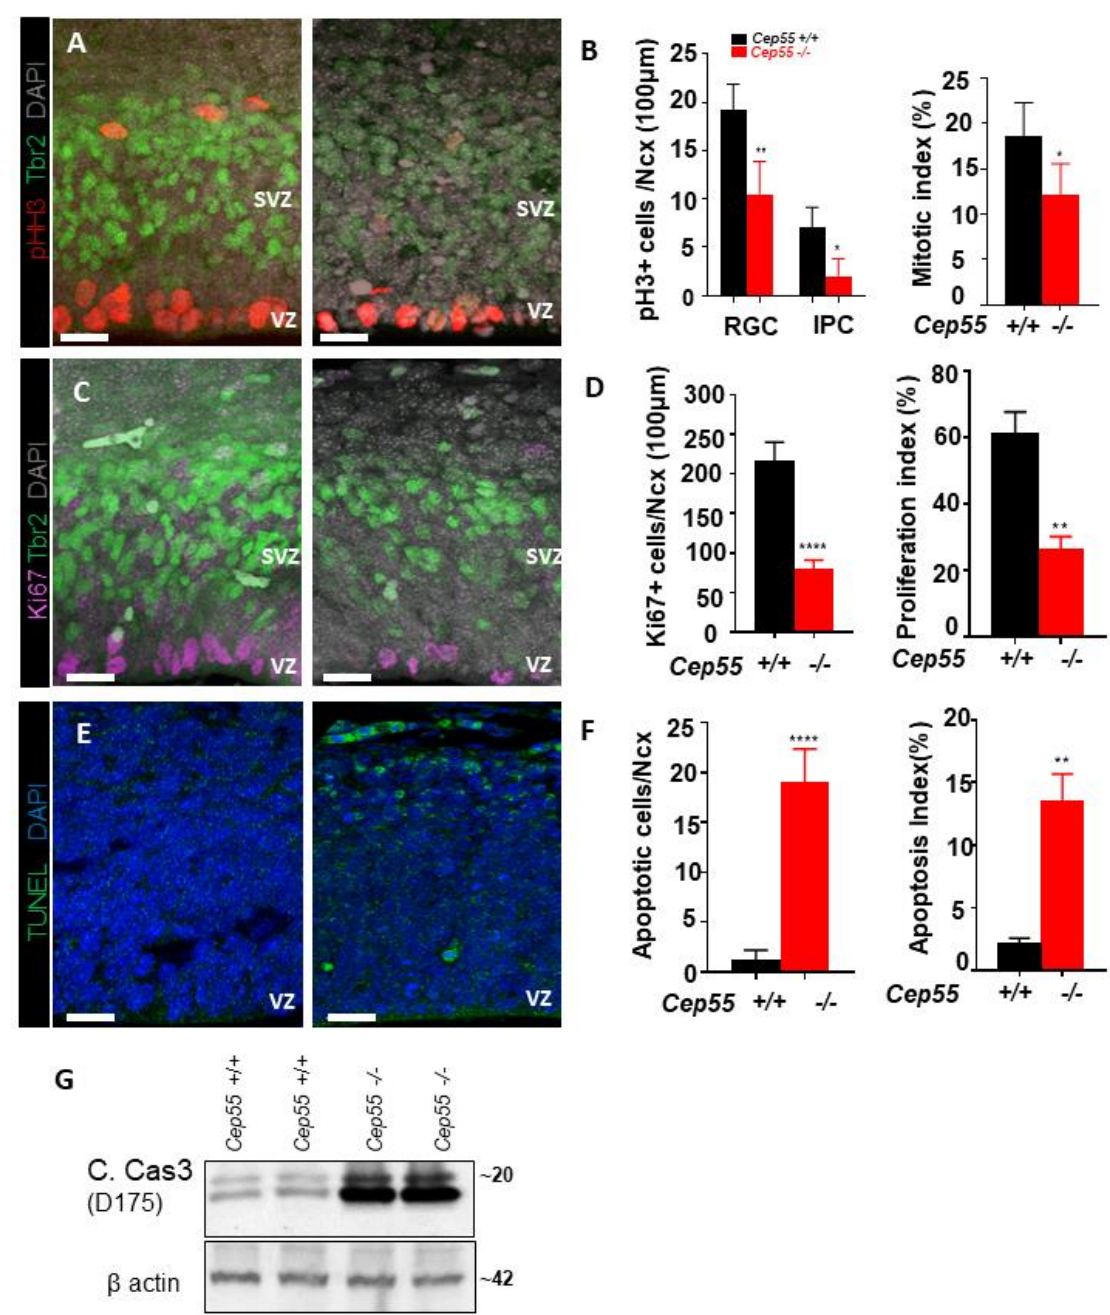 A
pHH3 Tbr2 DAPI
SVZ
VZ
SVZ
VZ
B
Cep55 +/+
Cep55 -/-
pH3+ cells /Ncx (100µm)
25
20
15
10
5
0
**
*
RGC IPC
Mitotic index (%)
25
20
15
10
5
0
*
Cep55 +/+ -/-
C
Ki67 Tbr2 DAPI
SVZ
VZ
SVZ
VZ
D
Ki67+ cells/Ncx (100µm)
300
250
200
150
100
50
0
****
Cep55 +/+ -/-
Proliferation index (%)
80
60
40
20
0
**
Cep55 +/+ -/-
E
TUNEL DAPI
VZ
VZ
F
Apoptotic cells/Ncx
25
20
15
10
5
0
****
Cep55 +/+ -/-
Apoptosis Index(%)
20
15
10
5
0
**
Cep55 +/+ -/-
G
Cep55 +/+
Cep55 +/+
Cep55 -/-
Cep55 -/-
C. Cas3
(D175)
~20
β actin
~42